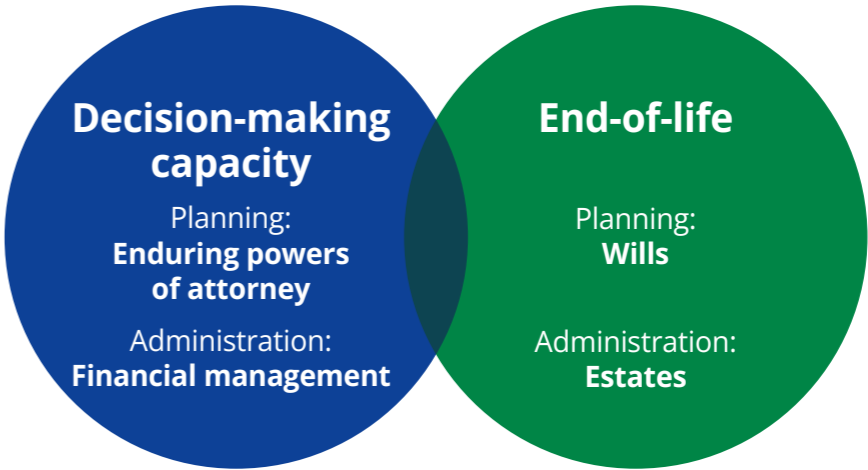 Decision-making
capacity
Planning:
Enduring powers
of attorney
Administration:
Financial management
End-of-life
Planning:
Wills
Administration:
Estates